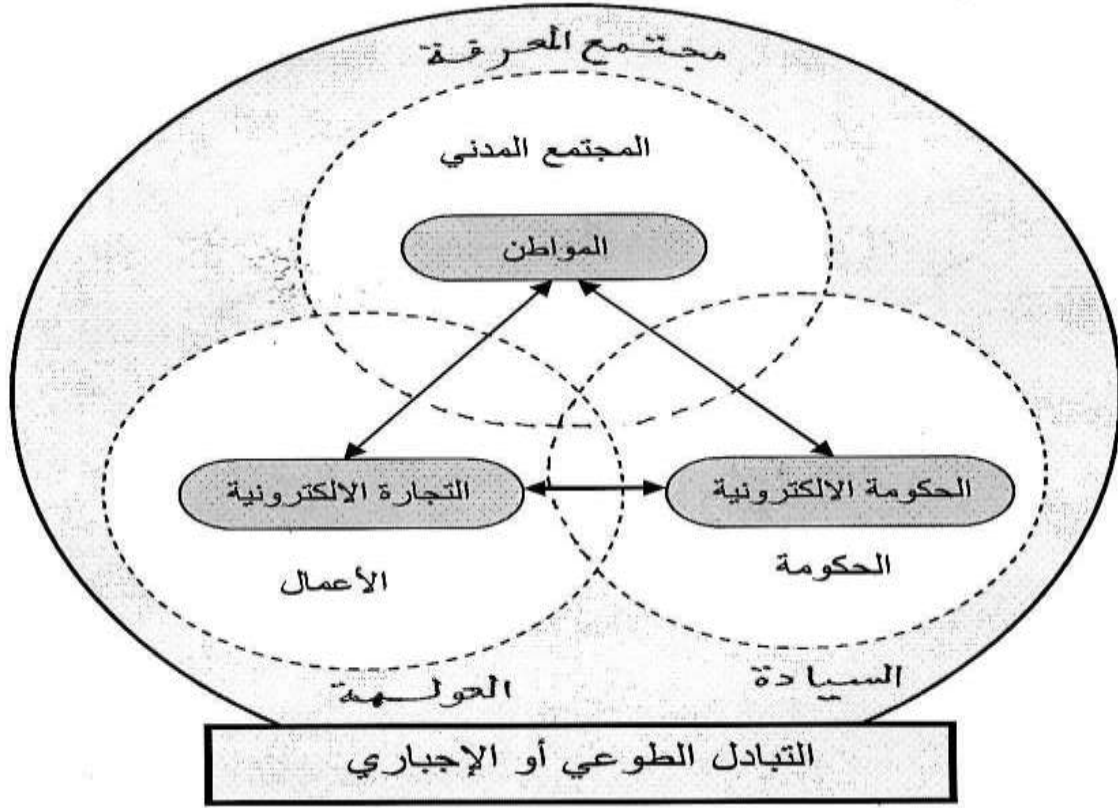 مجتمع المعرفة
المجتمع المدني
المواطن
الحكومة الالكترونية
التجارة الالكترونية
الحكومة
الأعمال
السيادة
العولمة
التبادل الطوعي أو الإجباري